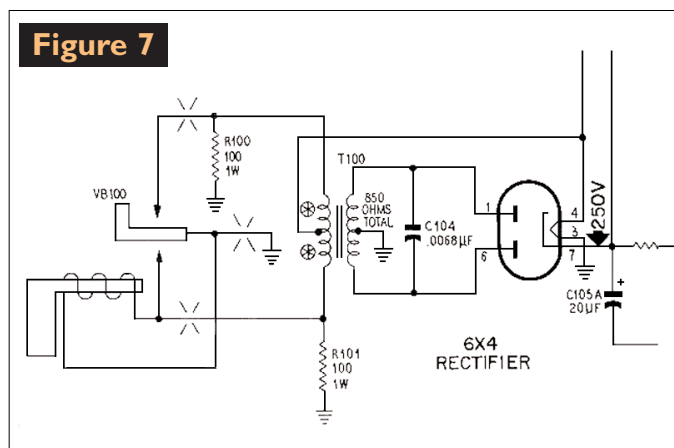 Figure 7
R100
100
1W
VB100
T100
850
OHMS
TOTAL
C104
.0068µF
1
6
4
3
7
250V
+
C105A
20µF
6X4
RECTIFIER
R101
100
1W